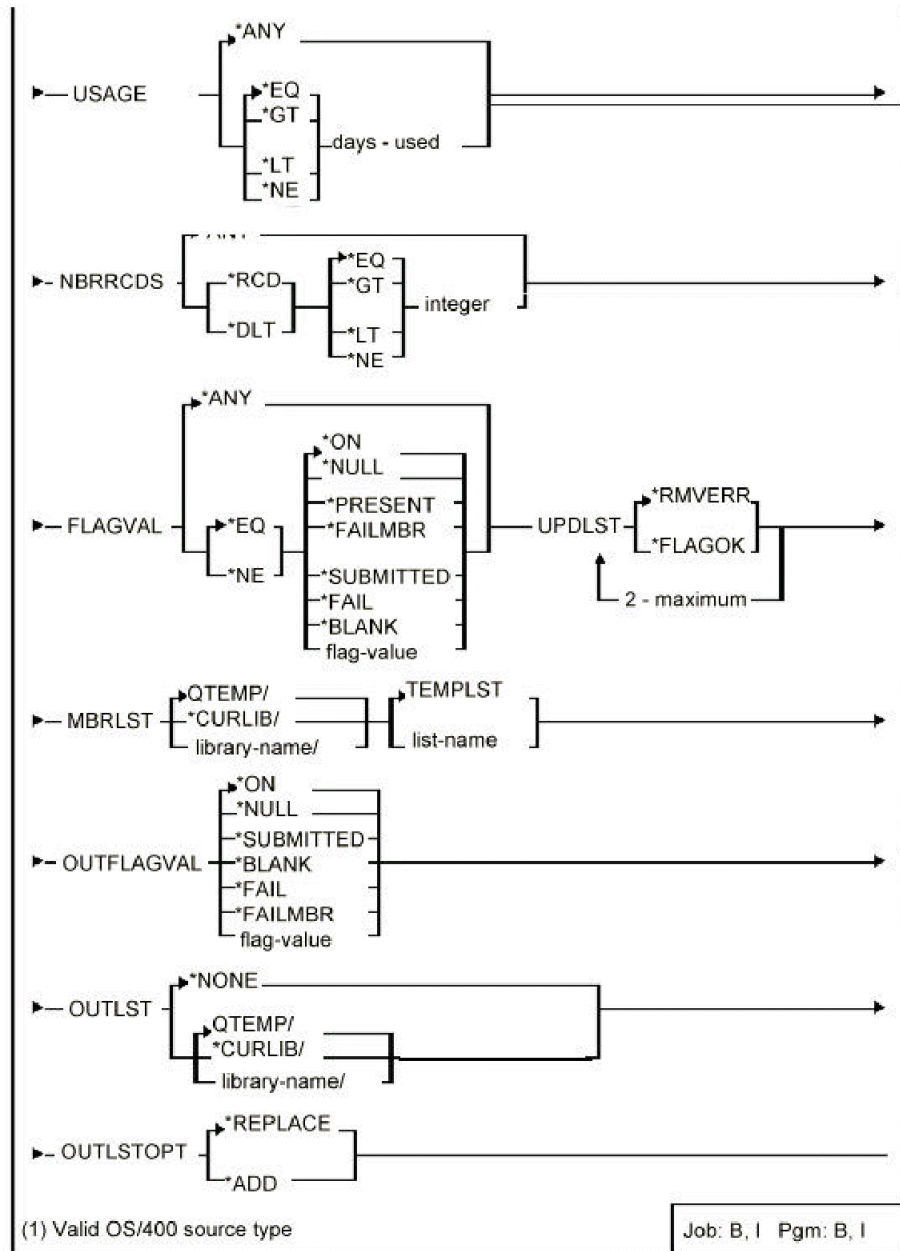 *ANY
USAGE
*EQ
*GT
days - used
*LT
*NE
NBRRCDS
*RCD
*DLT
*EQ
*GT
integer
*LT
*NE
*ANY
FLAGVAL
*EQ
*NE
*ON
*NULL
*PRESENT
*FAILMBR
*SUBMITTED
*FAIL
*BLANK
flag-value
UPDLST
*RMVERR
*FLAGOK
2 - maximum
MBRLST
QTEMP/
*CURLIB/
library-name/
TEMPLST
list-name
OUTFLAGVAL
*ON
*NULL
*SUBMITTED
*BLANK
*FAIL
*FAILMBR
flag-value
OUTLST
*NONE
QTEMP/
*CURLIB/
library-name/
OUTLSTOPT
*REPLACE
*ADD
(1) Valid OS/400 source type
Job: B, I Pgm: B, I